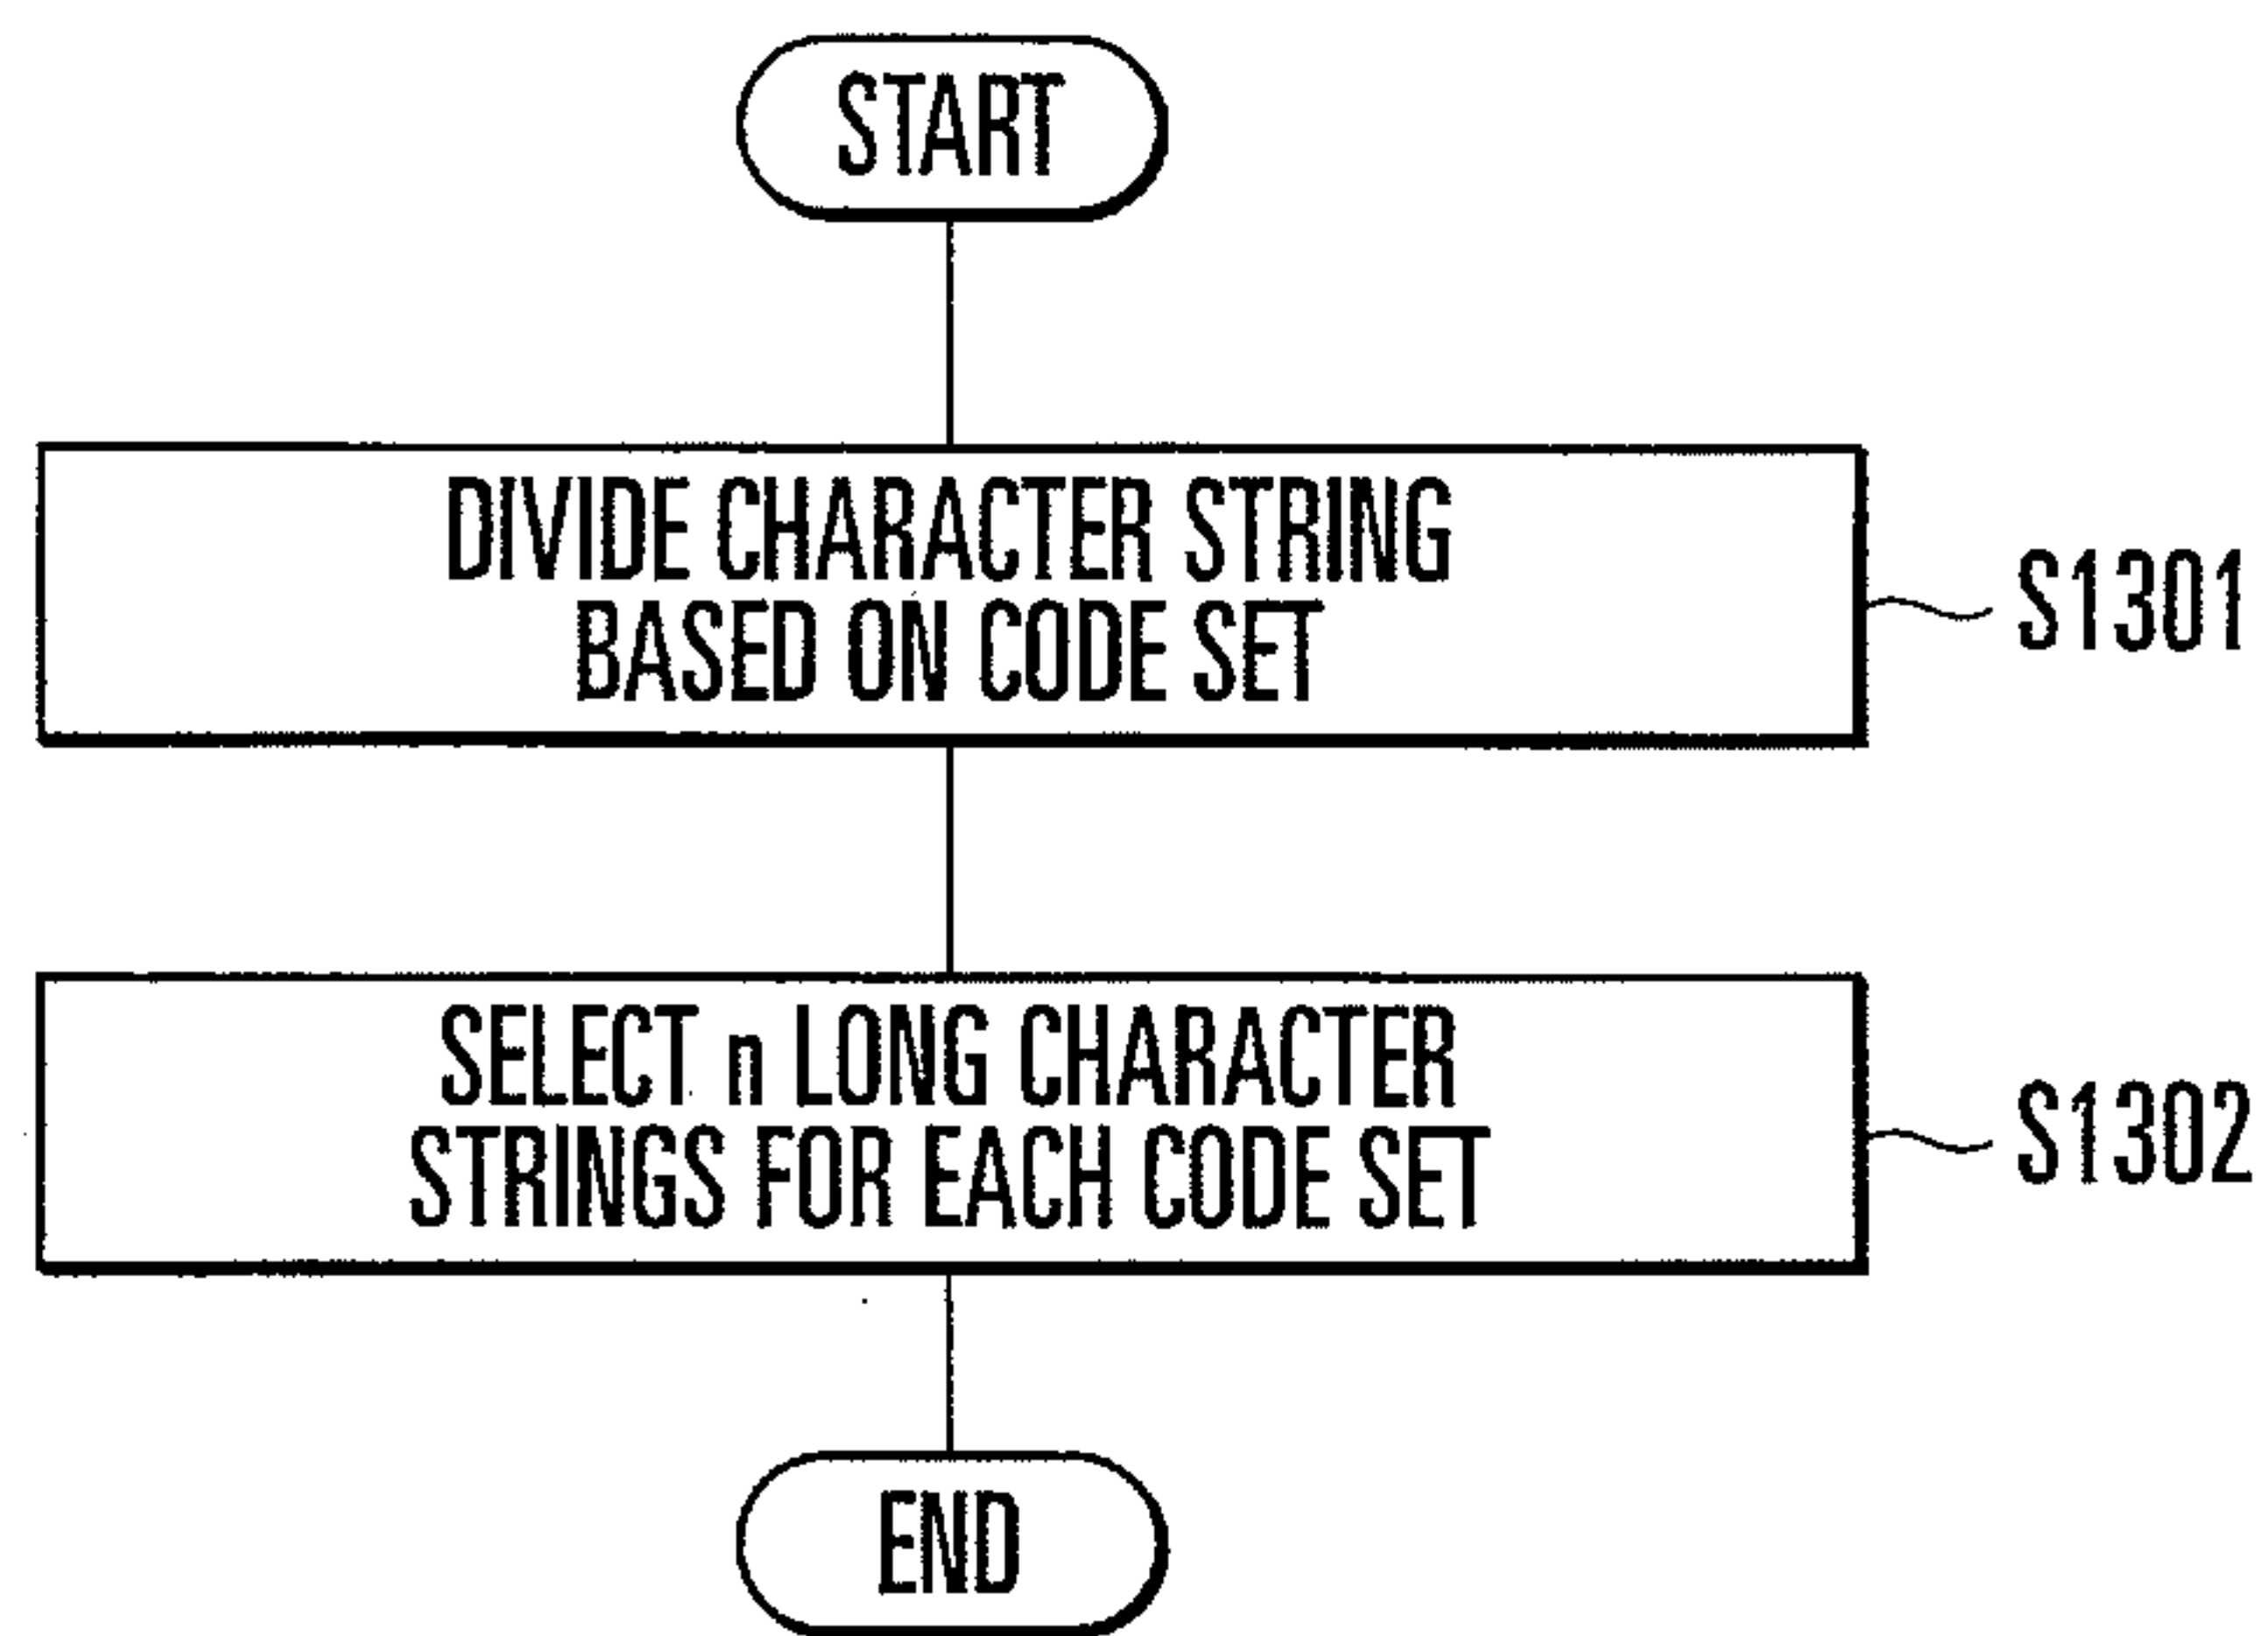 START
DIVIDE CHARACTER STRING
BASED ON CODE SET
S1301
SELECT n LONG CHARACTER
STRINGS FOR EACH CODE SET
S1302
END